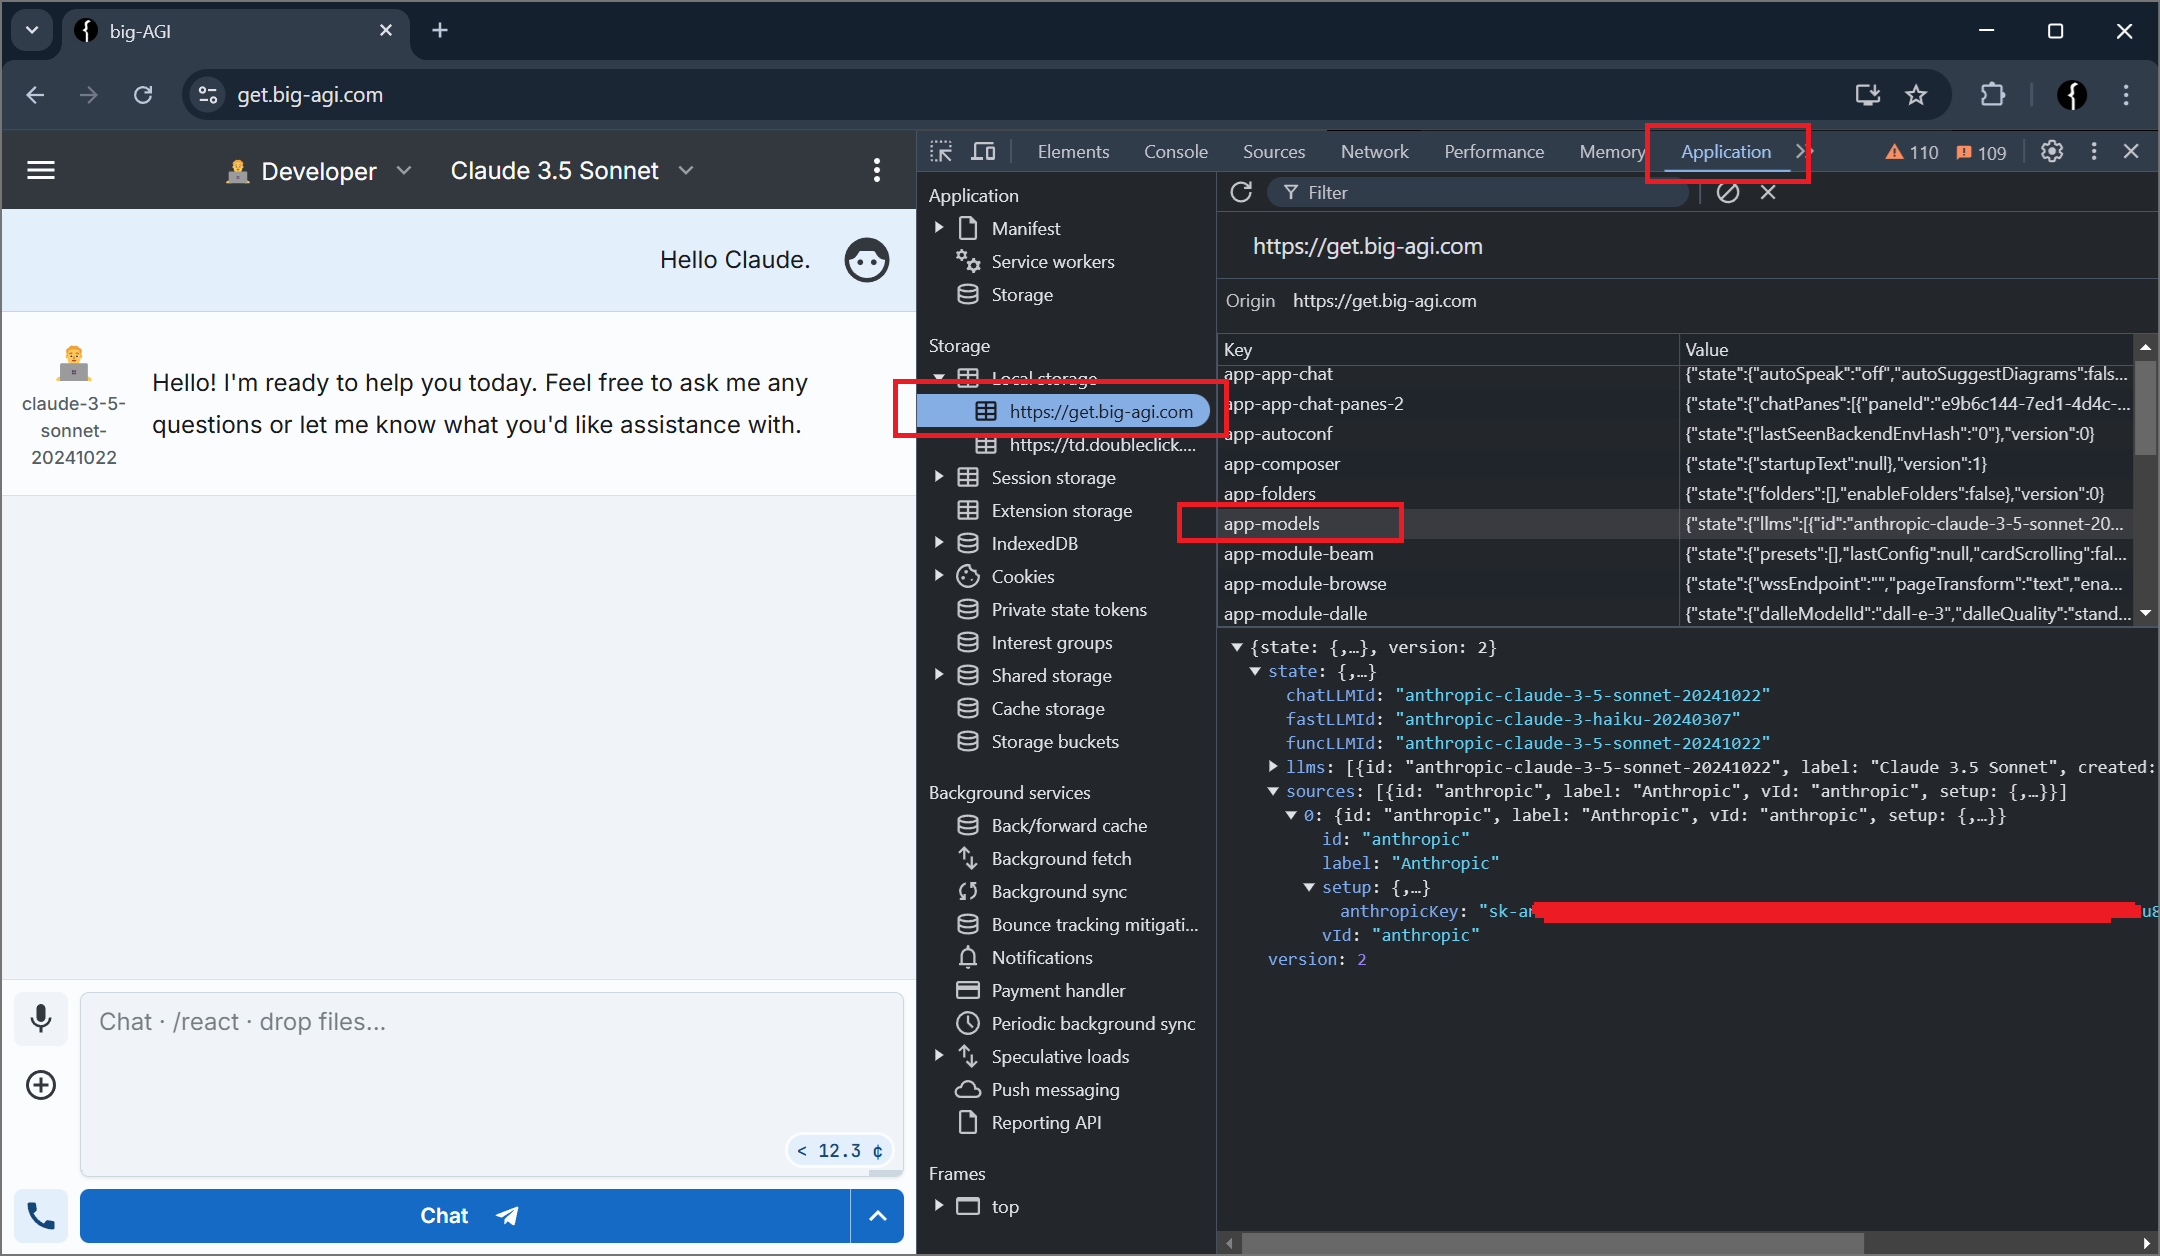 big-AGI
get.big-agi.com
Developer
Claude 3.5 Sonnet
Hello Claude.
claude-3-5-
sonnet-
20241022
Hello! I'm ready to help you today. Feel free to ask me any
questions or let me know what you'd like assistance with.
Chat · /react · drop files...
< 12.3 ¢
Chat
Elements
Console
Sources
Network
Performance
Memory
Application
110
109
Application
Manifest
Service workers
Storage
Storage
Local storage
https://get.big-agi.com
https://td.doubleclick....
Session storage
Extension storage
IndexedDB
Cookies
Private state tokens
Interest groups
Shared storage
Cache storage
Storage buckets
Background services
Back/forward cache
Background fetch
Background sync
Bounce tracking mitigati...
Notifications
Payment handler
Periodic background sync
Speculative loads
Push messaging
Reporting API
Frames
top
Filter
https://get.big-agi.com
Origin https://get.big-agi.com
Key Value
app-app-chat {"state":{"autoSpeak":"off","autoSuggestDiagrams":fals...
app-app-chat-panes-2 {"state":{"chatPanes":[{"paneId":"e9b6c144-7ed1-4d4c-...
app-autoconf {"state":{"lastSeenBackendEnvHash":"0"},"version":0}
app-composer {"state":{"startupText":null},"version":1}
app-folders {"state":{"folders":[],"enableFolders":false},"version":0}
app-models {"state":{"llms":[{"id":"anthropic-claude-3-5-sonnet-20...
app-module-beam {"state":{"presets":[],"lastConfig":null,"cardScrolling":fal...
app-module-browse {"state":{"wssEndpoint":"","pageTransform":"text","ena...
app-module-dalle {"state":{"dalleModelId":"dall-e-3","dalleQuality":"stand...
{state: {,…}, version: 2}
state: {,…}
chatLLMId: "anthropic-claude-3-5-sonnet-20241022"
fastLLMId: "anthropic-claude-3-haiku-20240307"
funcLLMId: "anthropic-claude-3-5-sonnet-20241022"
llms: [{id: "anthropic-claude-3-5-sonnet-20241022", label: "Claude 3.5 Sonnet", created:
sources: [{id: "anthropic", label: "Anthropic", vId: "anthropic", setup: {,…}}]
0: {id: "anthropic", label: "Anthropic", vId: "anthropic", setup: {,…}}
id: "anthropic"
label: "Anthropic"
setup: {,…}
anthropicKey: "sk-an u8
vId: "anthropic"
version: 2